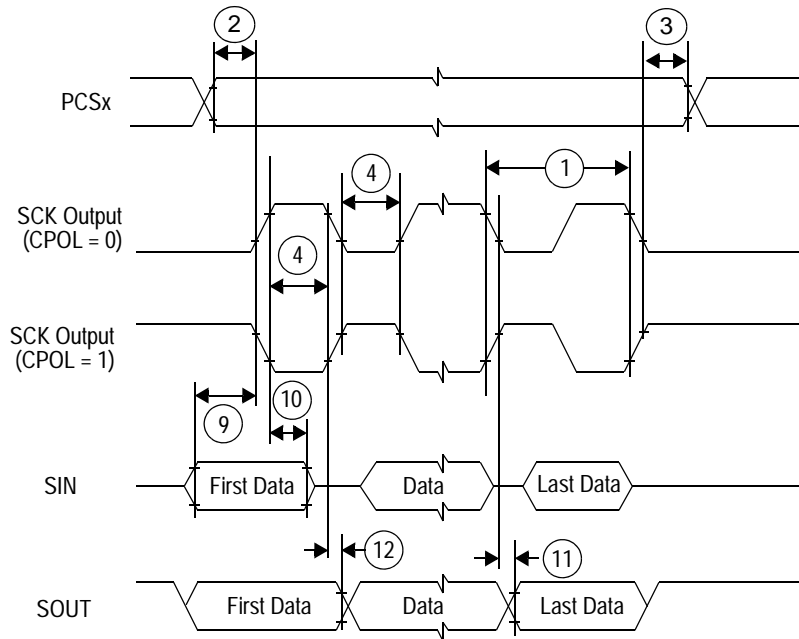 2
3
PCSx
4
1
SCK Output
(CPOL = 0)
4
SCK Output
(CPOL = 1)
9
10
SIN
First Data
Data
Last Data
12
11
SOUT
First Data
Data
Last Data